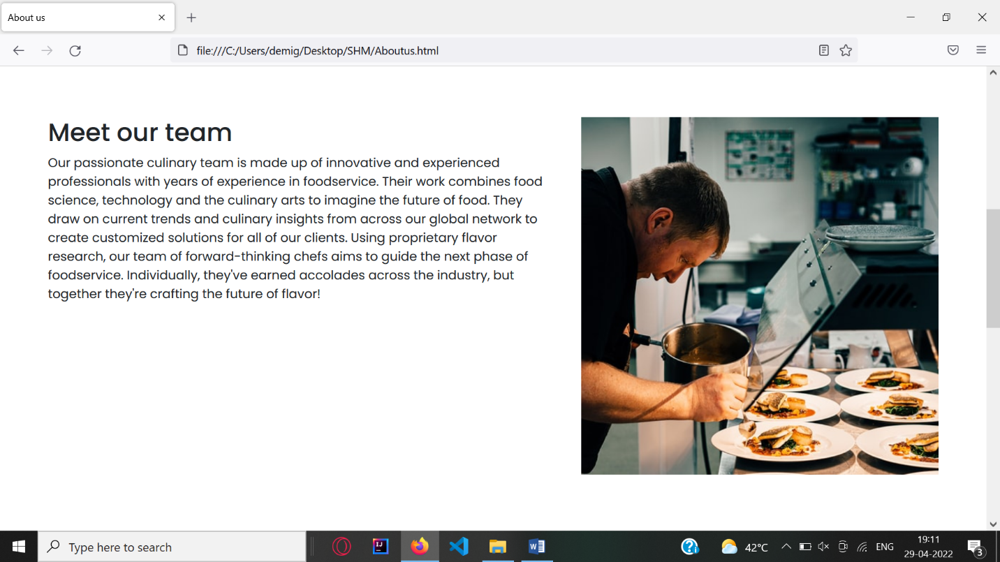 About us
file:///C:/Users/demig/Desktop/SHM/Aboutus.html
Meet our team
Our passionate culinary team is made up of innovative and experienced
professionals with years of experience in foodservice. Their work combines food
science, technology and the culinary arts to imagine the future of food. They
draw on current trends and culinary insights from across our global network to
create customized solutions for all of our clients. Using proprietary flavor
research, our team of forward-thinking chefs aims to guide the next phase of
foodservice. Individually, they've earned accolades across the industry, but
together they're crafting the future of flavor!
Type here to search
IJ
W
42°C
ENG
19:11
29-04-2022
3